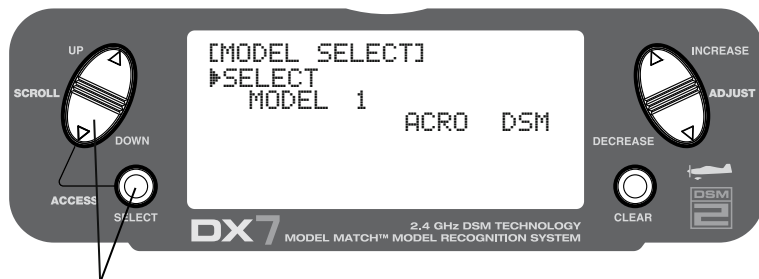 UP
SCROLL
DOWN
ACCESS
SELECT
[MODEL SELECT]
SELECT
MODEL 1
ACRO DSM
INCREASE
ADJUST
DECREASE
CLEAR
DSM
2
DX7
2.4 GHz DSM TECHNOLOGY
MODEL MATCH™ MODEL RECOGNITION SYSTEM